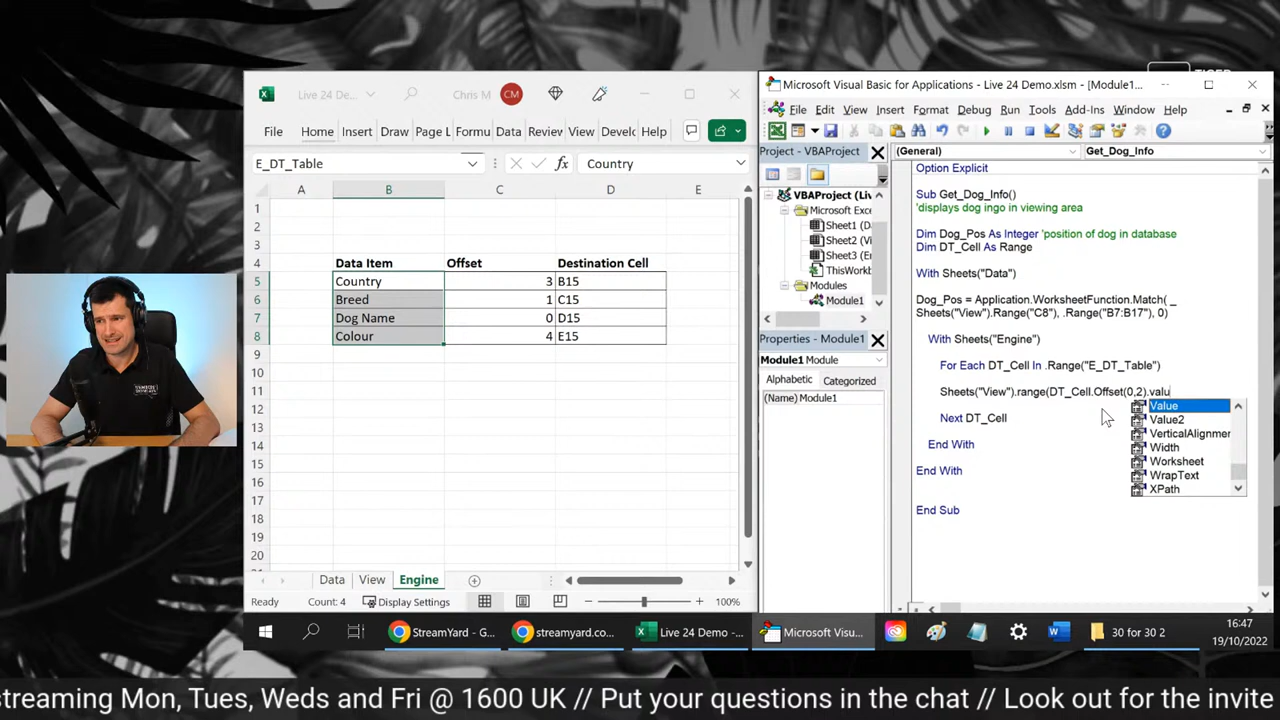 TIGER
Live 24 De...
Chris M
CM
File Home Insert Draw Page L Formu Data Review View Develc Help
E_DT_Table
fx
Country
A B C D E
1
2
3
4 Data Item Offset Destination Cell
5 Country 3 B15
6 Breed 1 C15
7 Dog Name 0 D15
8 Colour 4 E15
9
10
11
12
13
14
15
16
17
18
19
20
Data View Engine
Ready Count: 4 Display Settings 100%
Microsoft Visual Basic for Applications - Live 24 Demo.xlsm - [Module1...
File Edit View Insert Format Debug Run Tools Add-Ins Window Help
Project - VBAProject
VBAProject (Liv
Microsoft Exce
Sheet1 (D
Sheet2 (Vi
Sheet3 (En
ThisWorkb
Modules
Module1
Properties - Module1
Module1 Module
Alphabetic Categorized
(Name) Module1
(General) Get_Dog_Info
Option Explicit
Sub Get_Dog_Info()
'displays dog ingo in viewing area
Dim Dog_Pos As Integer 'position of dog in database
Dim DT_Cell As Range
With Sheets("Data")
Dog_Pos = Application.WorksheetFunction.Match( _
Sheets("View").Range("C8"), .Range("B7:B17"), 0)
With Sheets("Engine")
For Each DT_Cell In .Range("E_DT_Table")
Sheets("View").range(DT_Cell.Offset(0,2).valu
Value
Value2
VerticalAlignmer
Width
Worksheet
WrapText
XPath
Next DT_Cell
End With
End With
End Sub
StreamYard - G... streamyard.co... Live 24 Demo -... Microsoft Visu... 30 for 30 2
16:47
19/10/2022
streaming Mon, Tues, Weds and Fri @ 1600 UK // Put your questions in the chat // Look out for the invite